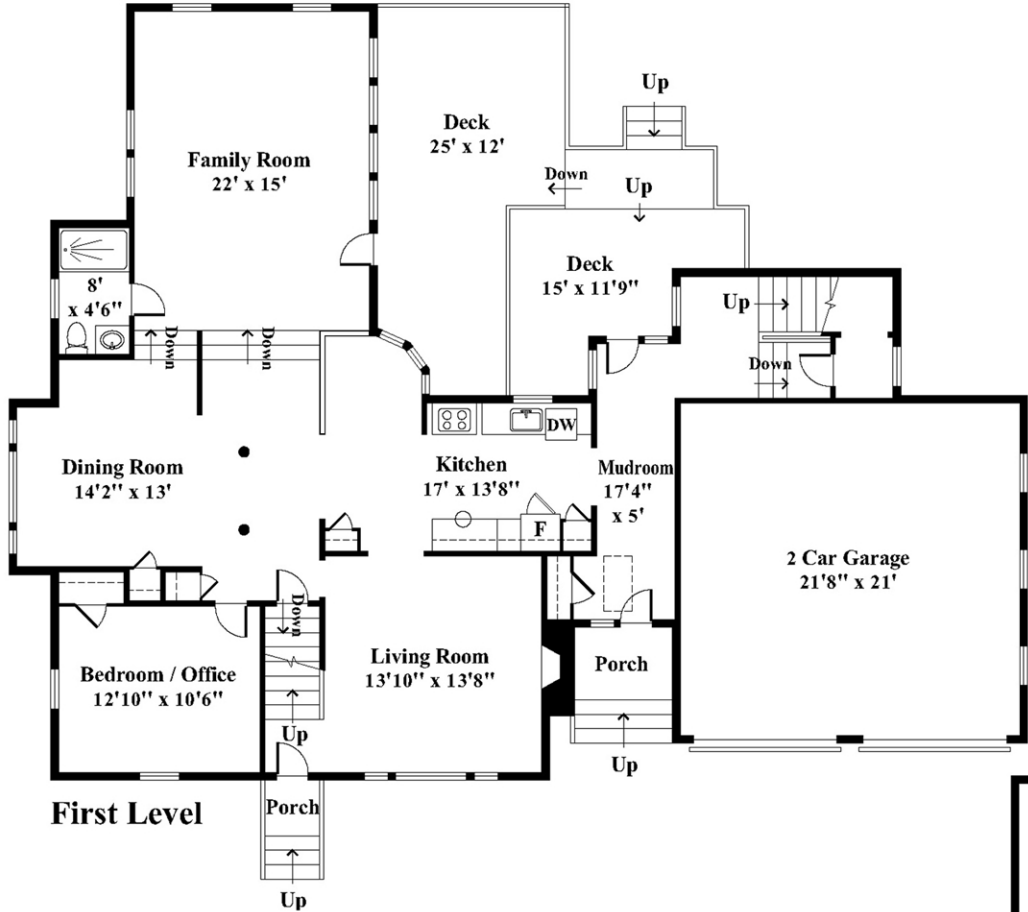 Up
Deck
25' x 12'
Family Room
22' x 15'
Down
Up
Deck
15' x 11'9"
8'
x 4'6"
Up
Down
Down
Down
DW
Dining Room
14'2" x 13'
Kitchen
17' x 13'8"
Mudroom
17'4"
x 5'
F
2 Car Garage
21'8" x 21'
Down
Living Room
13'10" x 13'8"
Porch
Bedroom / Office
12'10" x 10'6"
Up
Up
First Level
Porch
Up